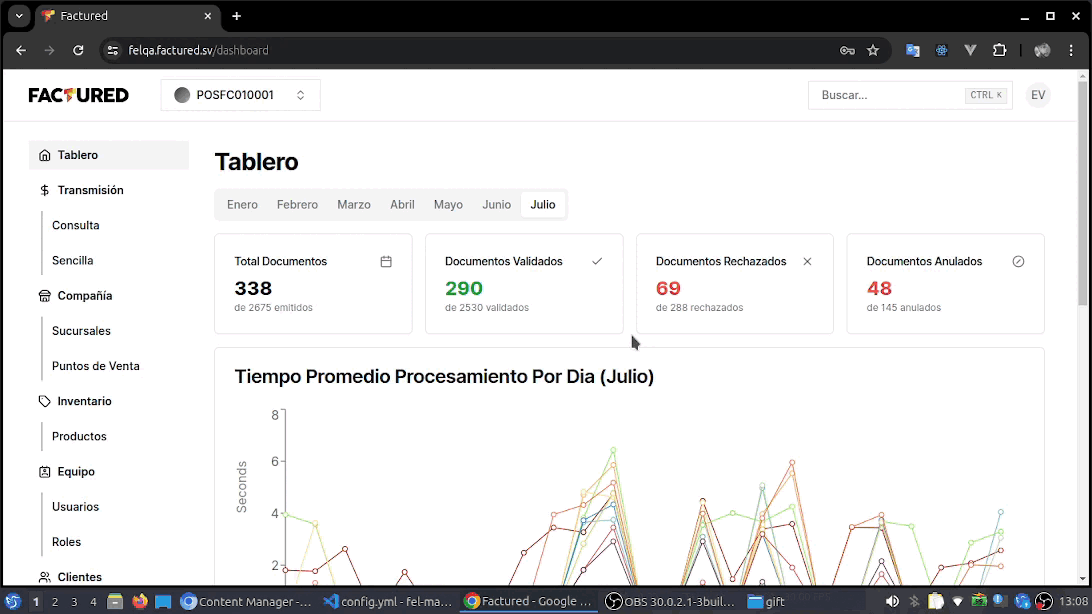 Factured
felqa.factured.sv/dashboard
FACTURED
POSFC010001
Buscar...
CTRL K
EV
Tablero
Transmisión
Consulta
Sencilla
Compañía
Sucursales
Puntos de Venta
Inventario
Productos
Equipo
Usuarios
Roles
Clientes
Tablero
Enero Febrero Marzo Abril Mayo Junio Julio
Total Documentos
338
de 2675 emitidos
Documentos Validados
290
de 2530 validados
Documentos Rechazados
69
de 288 rechazados
Documentos Anulados
48
de 145 anulados
Tiempo Promedio Procesamiento Por Dia (Julio)
Seconds
8
6
4
2
1 2 3 4 Content Manager -... config.yml - fel-ma... Factured - Google ... OBS 30.0.2.1-3buil... gift